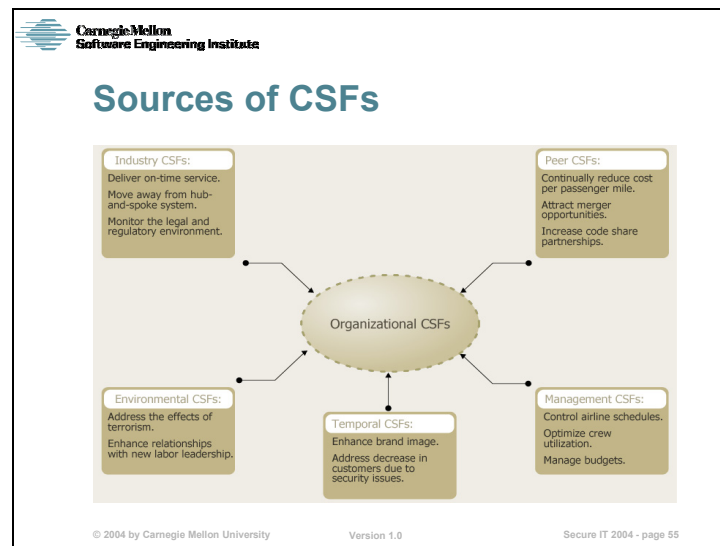 Carnegie Mellon
Software Engineering Institute
Sources of CSFs
Industry CSFs:
Deliver on-time service.
Move away from hub-
and-spoke system.
Monitor the legal and
regulatory environment.
Peer CSFs:
Continually reduce cost
per passenger mile.
Attract merger
opportunities.
Increase code share
partnerships.
Organizational CSFs
Environmental CSFs:
Address the effects of
terrorism.
Enhance relationships
with new labor leadership.
Temporal CSFs:
Enhance brand image.
Address decrease in
customers due to
security issues.
Management CSFs:
Control airline schedules.
Optimize crew
utilization.
Manage budgets.
© 2004 by Carnegie Mellon University
Version 1.0
Secure IT 2004 - page 55